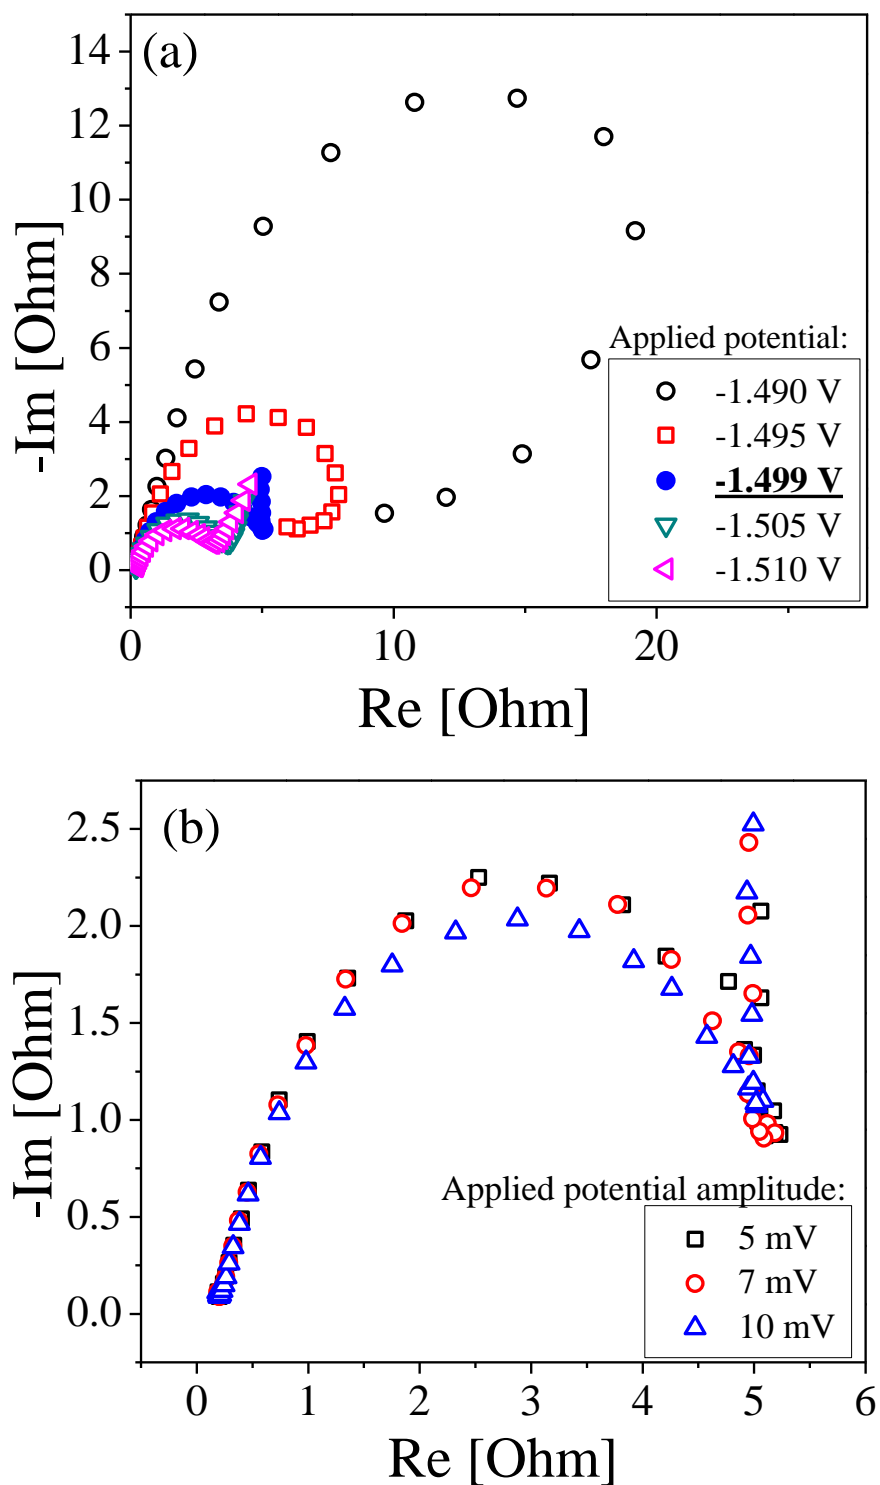 (a)
14
12
10
8
6
4
2
0
-Im [Ohm]
Applied potential:
-1.490 V
-1.495 V
-1.499 V
-1.505 V
-1.510 V
0 10 20
Re [Ohm]
(b)
2.5
2.0
1.5
1.0
0.5
0.0
-Im [Ohm]
Applied potential amplitude:
5 mV
7 mV
10 mV
0 1 2 3 4 5 6
Re [Ohm]